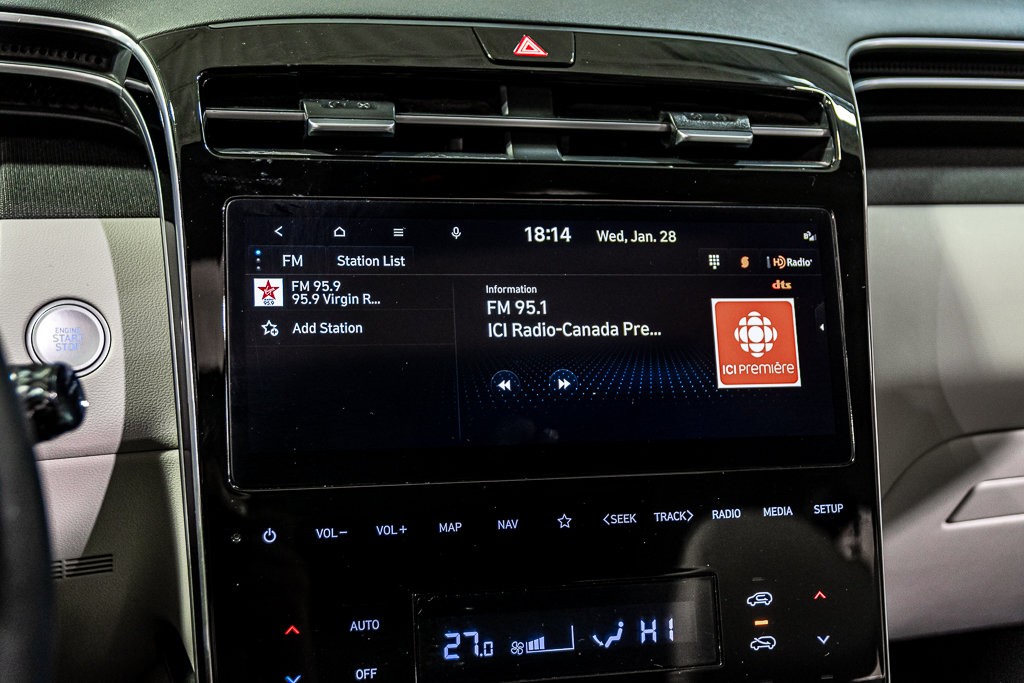 18:14 Wed, Jan. 28
FM Station List HD Radio
dts
FM 95.9
95.9 Virgin R...
95.9
Add Station
Information
FM 95.1
ICI Radio-Canada Pre...
ICI PREMIÈRE
ENGINE
START
STOP
VOL− VOL+ MAP NAV <SEEK TRACK> RADIO MEDIA SETUP
AUTO
27.0 HI
OFF